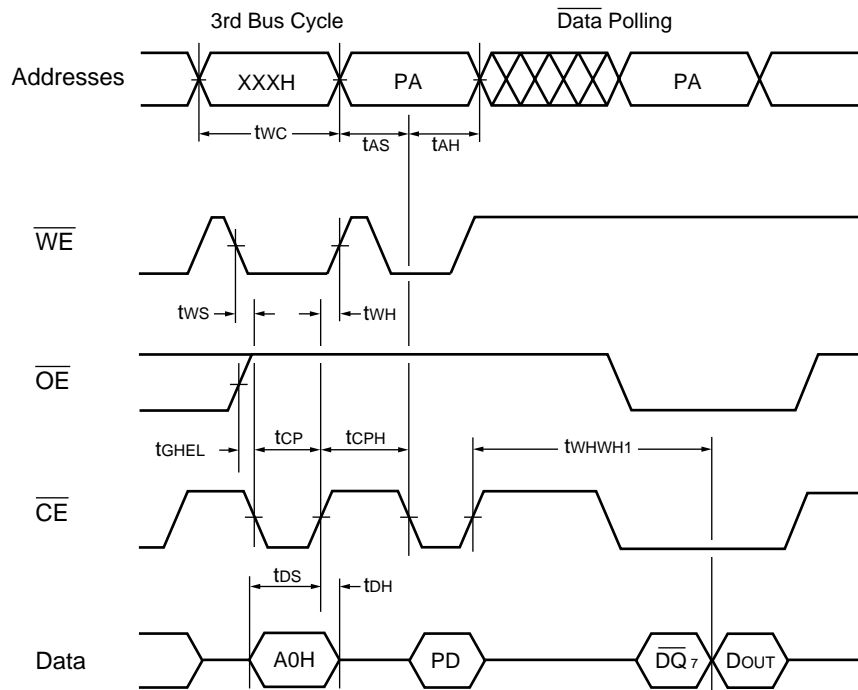 3rd Bus Cycle
Data Polling
Addresses
XXXH
PA
PA
tWC
tAS
tAH
WE
tWS
tWH
OE
tGHEL
tCP
tCPH
tWHWH1
CE
tDS
tDH
Data
A0H
PD
DQ7
DOUT